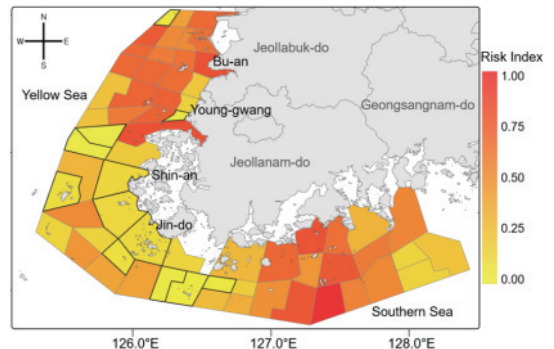 N
W E
S
Jeollabuk-do
Bu-an
Risk Index
1.00
Yellow Sea
Geongsangnam-do
Young-gwang
0.75
Jeollanam-do
Shin-an
0.50
Jin-do
0.25
0.00
Southern Sea
126.0°E 127.0°E 128.0°E